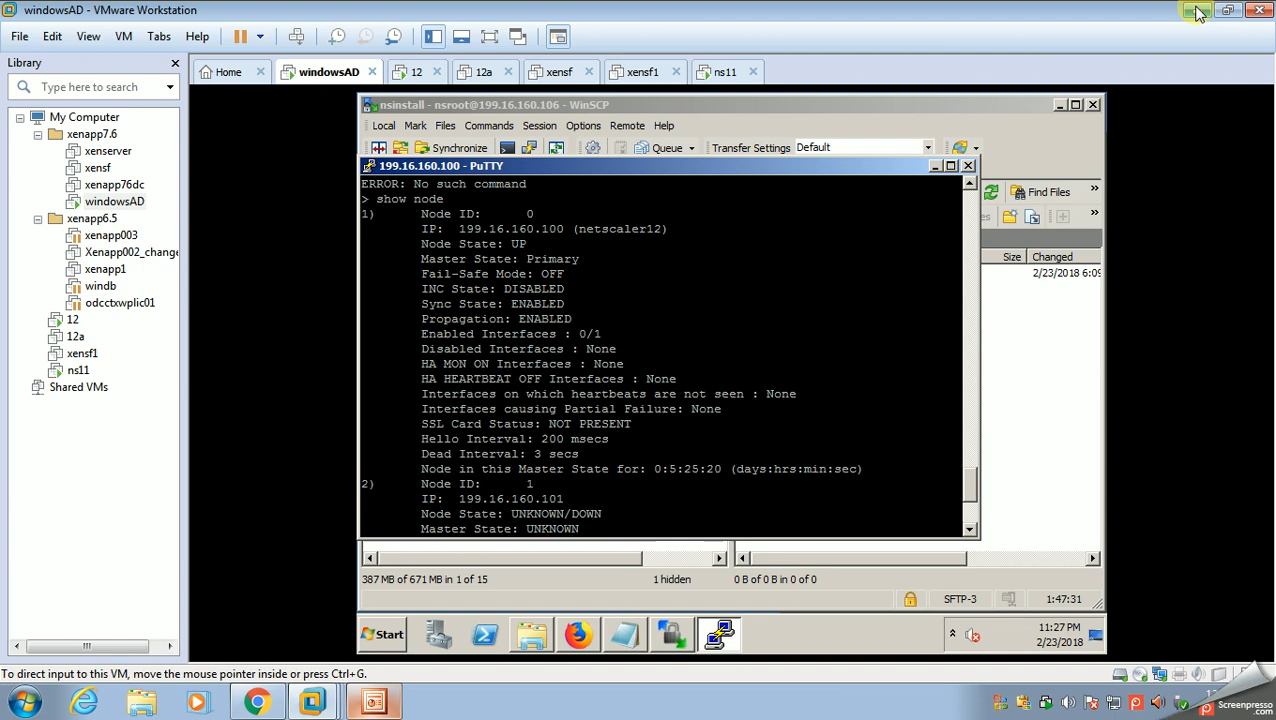 windowsAD - VMware Workstation
File Edit View VM Tabs Help
Library
Type here to search
My Computer
xenapp7.6
xenserver
xensf
xenapp76dc
windowsAD
xenapp6.5
xenapp003
Xenapp002_change
xenapp1
windb
odcctxwplic01
12
12a
xensf1
ns11
Shared VMs
Home windowsAD 12 12a xensf xensf1 ns11
nsinstall - nsroot@199.16.160.106 - WinSCP
Local Mark Files Commands Session Options Remote Help
Synchronize Queue Transfer Settings Default
Find Files
Size Changed
2/23/2018 6:09
199.16.160.100 - PuTTY
ERROR: No such command
> show node
1) Node ID: 0
IP: 199.16.160.100 (netscaler12)
Node State: UP
Master State: Primary
Fail-Safe Mode: OFF
INC State: DISABLED
Sync State: ENABLED
Propagation: ENABLED
Enabled Interfaces : 0/1
Disabled Interfaces : None
HA MON ON Interfaces : None
HA HEARTBEAT OFF Interfaces : None
Interfaces on which heartbeats are not seen : None
Interfaces causing Partial Failure: None
SSL Card Status: NOT PRESENT
Hello Interval: 200 msecs
Dead Interval: 3 secs
Node in this Master State for: 0:5:25:20 (days:hrs:min:sec)
2) Node ID: 1
IP: 199.16.160.101
Node State: UNKNOWN/DOWN
Master State: UNKNOWN
387 MB of 671 MB in 1 of 15 1 hidden 0 B of 0 B in 0 of 0
SFTP-3 1:47:31
Start
11:27 PM
2/23/2018
To direct input to this VM, move the mouse pointer inside or press Ctrl+G.
Screenpresso
.com